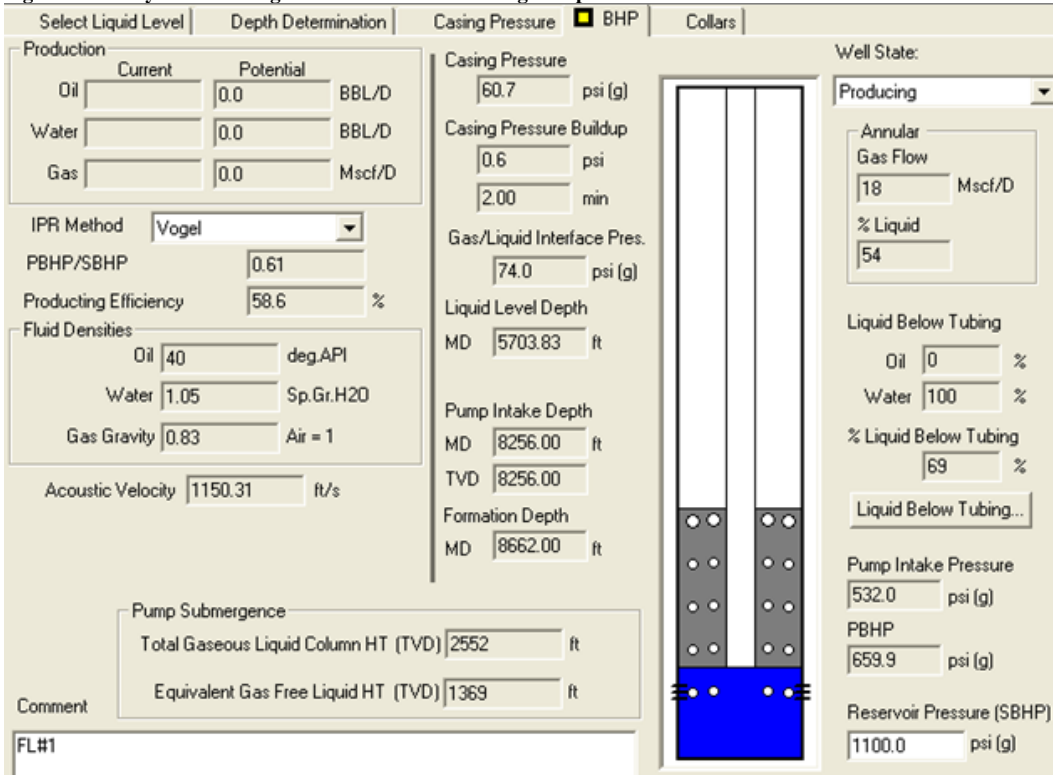 Select Liquid Level Depth Determination Casing Pressure BHP Collars
Production
Current Potential
Oil 0.0 BBL/D
Water 0.0 BBL/D
Gas 0.0 Mscf/D
IPR Method Vogel
PBHP/SBHP 0.61
Producting Efficiency 58.6 %
Fluid Densities
Oil 40 deg.API
Water 1.05 Sp.Gr.H2O
Gas Gravity 0.83 Air = 1
Acoustic Velocity 1150.31 ft/s
Casing Pressure
60.7 psi (g)
Casing Pressure Buildup
0.6 psi
2.00 min
Gas/Liquid Interface Pres.
74.0 psi (g)
Liquid Level Depth
MD 5703.83 ft
Pump Intake Depth
MD 8256.00 ft
TVD 8256.00
Formation Depth
MD 8662.00 ft
Pump Submergence
Total Gaseous Liquid Column HT (TVD) 2552 ft
Equivalent Gas Free Liquid HT (TVD) 1369 ft
Comment
FL#1
Well State:
Producing
Annular
Gas Flow
18 Mscf/D
% Liquid
54
Liquid Below Tubing
Oil 0 %
Water 100 %
% Liquid Below Tubing
69 %
Liquid Below Tubing...
Pump Intake Pressure
532.0 psi (g)
PBHP
659.9 psi (g)
Reservoir Pressure (SBHP)
1100.0 psi (g)